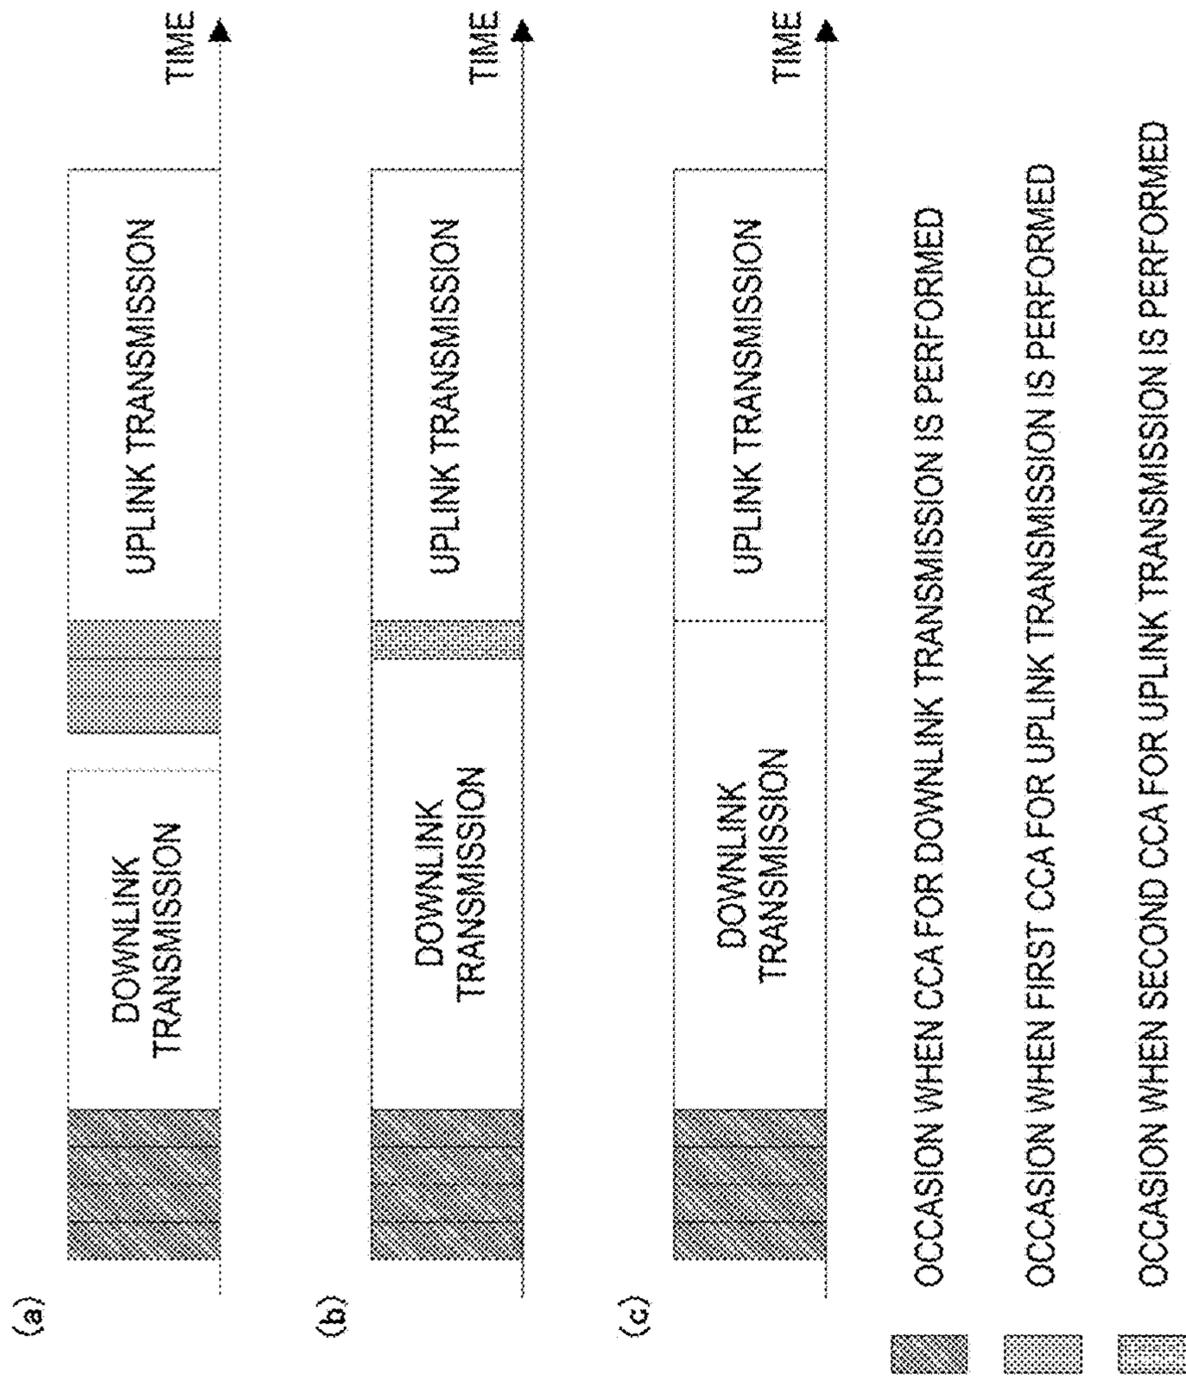 (a)
DOWNLINK
TRANSMISSION
UPLINK TRANSMISSION
TIME
(b)
DOWNLINK
TRANSMISSION
UPLINK TRANSMISSION
TIME
(c)
DOWNLINK
TRANSMISSION
UPLINK TRANSMISSION
TIME
OCCASION WHEN CCA FOR DOWNLINK TRANSMISSION IS PERFORMED
OCCASION WHEN FIRST CCA FOR UPLINK TRANSMISSION IS PERFORMED
OCCASION WHEN SECOND CCA FOR UPLINK TRANSMISSION IS PERFORMED